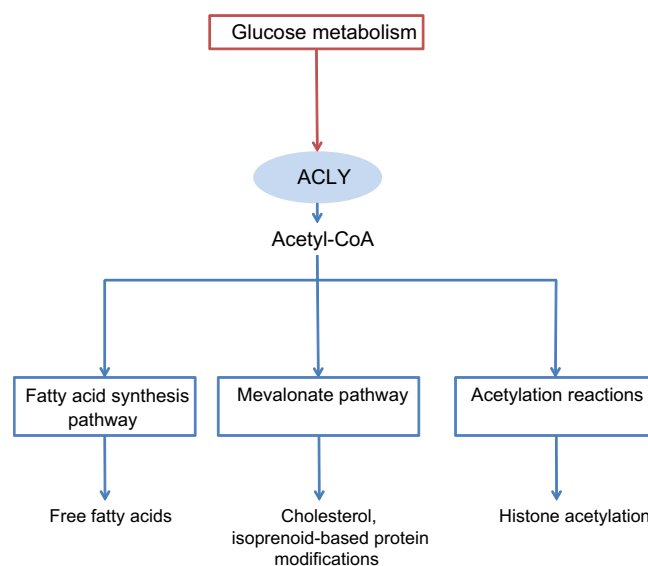 Glucose metabolism
ACLY
Acetyl-CoA
Fatty acid synthesis
pathway
Mevalonate pathway
Acetylation reactions
Free fatty acids
Cholesterol,
isoprenoid-based protein
modifications
Histone acetylation